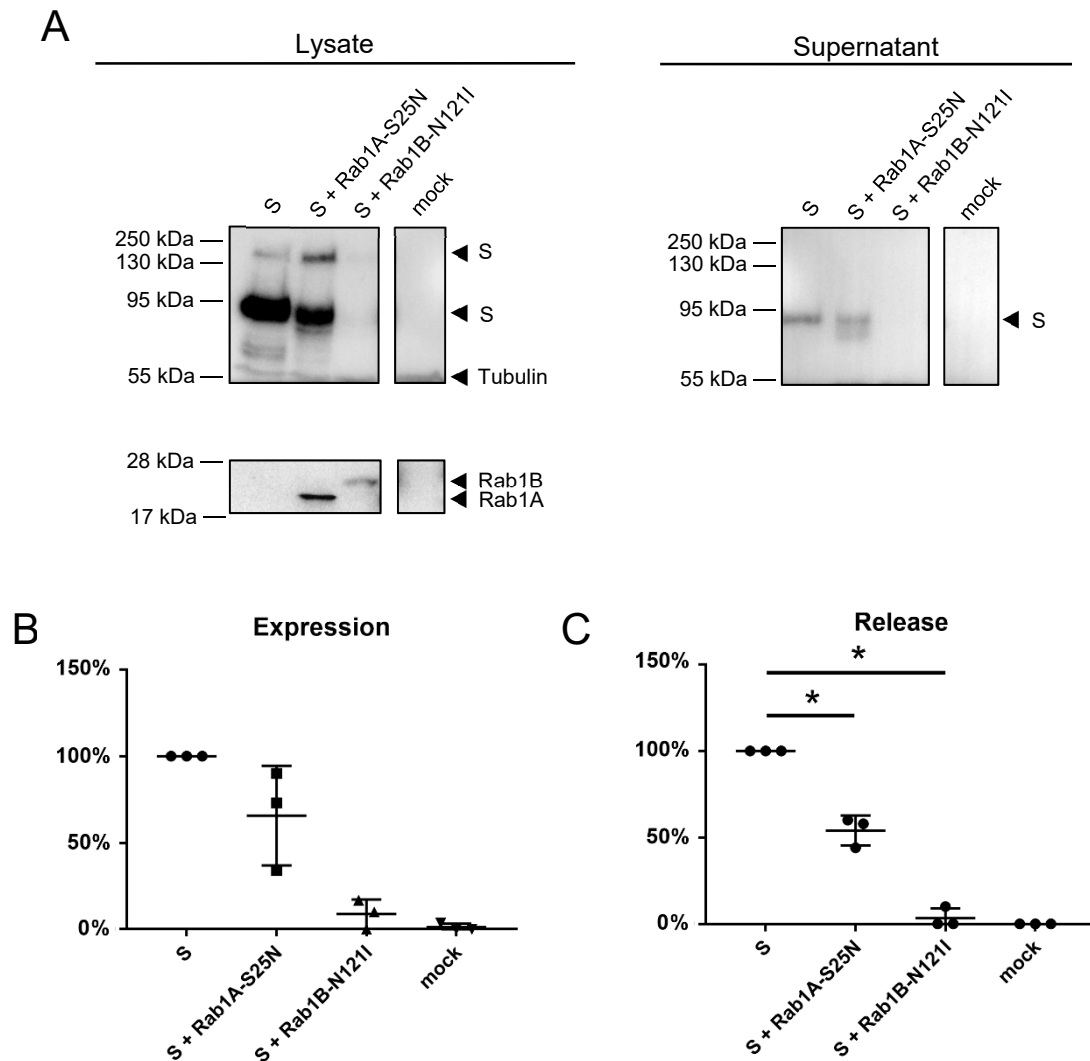 A
Lysate
Supernatant
S
S + Rab1A-S25N
S + Rab1B-N121I
mock
S
S + Rab1A-S25N
S + Rab1B-N121I
mock
250 kDa
130 kDa
95 kDa
55 kDa
S
S
Tubulin
250 kDa
130 kDa
95 kDa
55 kDa
S
28 kDa
17 kDa
Rab1B
Rab1A
B
Expression
150%
100%
50%
0%
S
S + Rab1A-S25N
S + Rab1B-N121I
mock
C
Release
150%
100%
50%
0%
*
*
S
S + Rab1A-S25N
S + Rab1B-N121I
mock